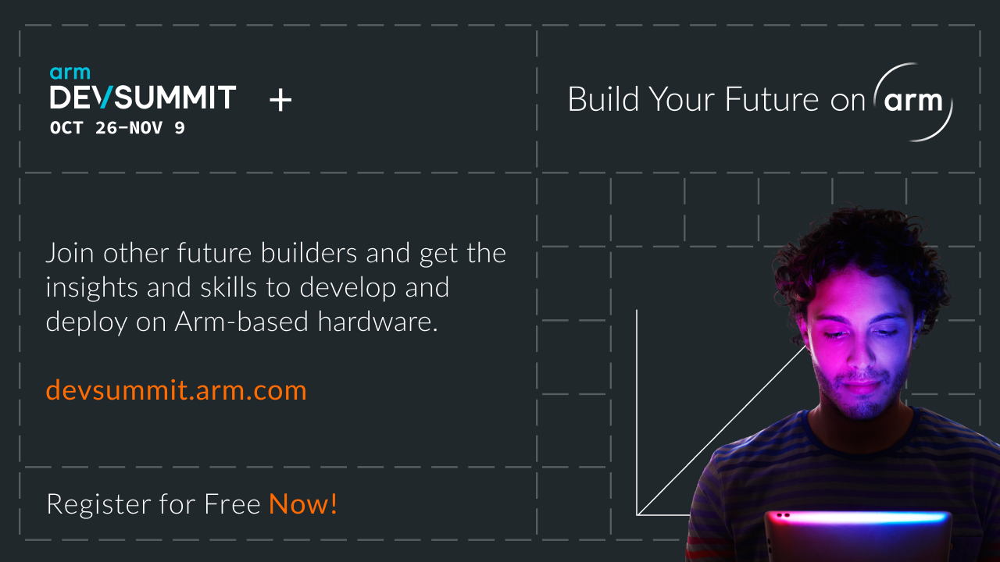 arm
DEVSUMMIT
OCT 26–NOV 9
+
Build Your Future on arm
Join other future builders and get the
insights and skills to develop and
deploy on Arm-based hardware.
devsummit.arm.com
Register for Free Now!